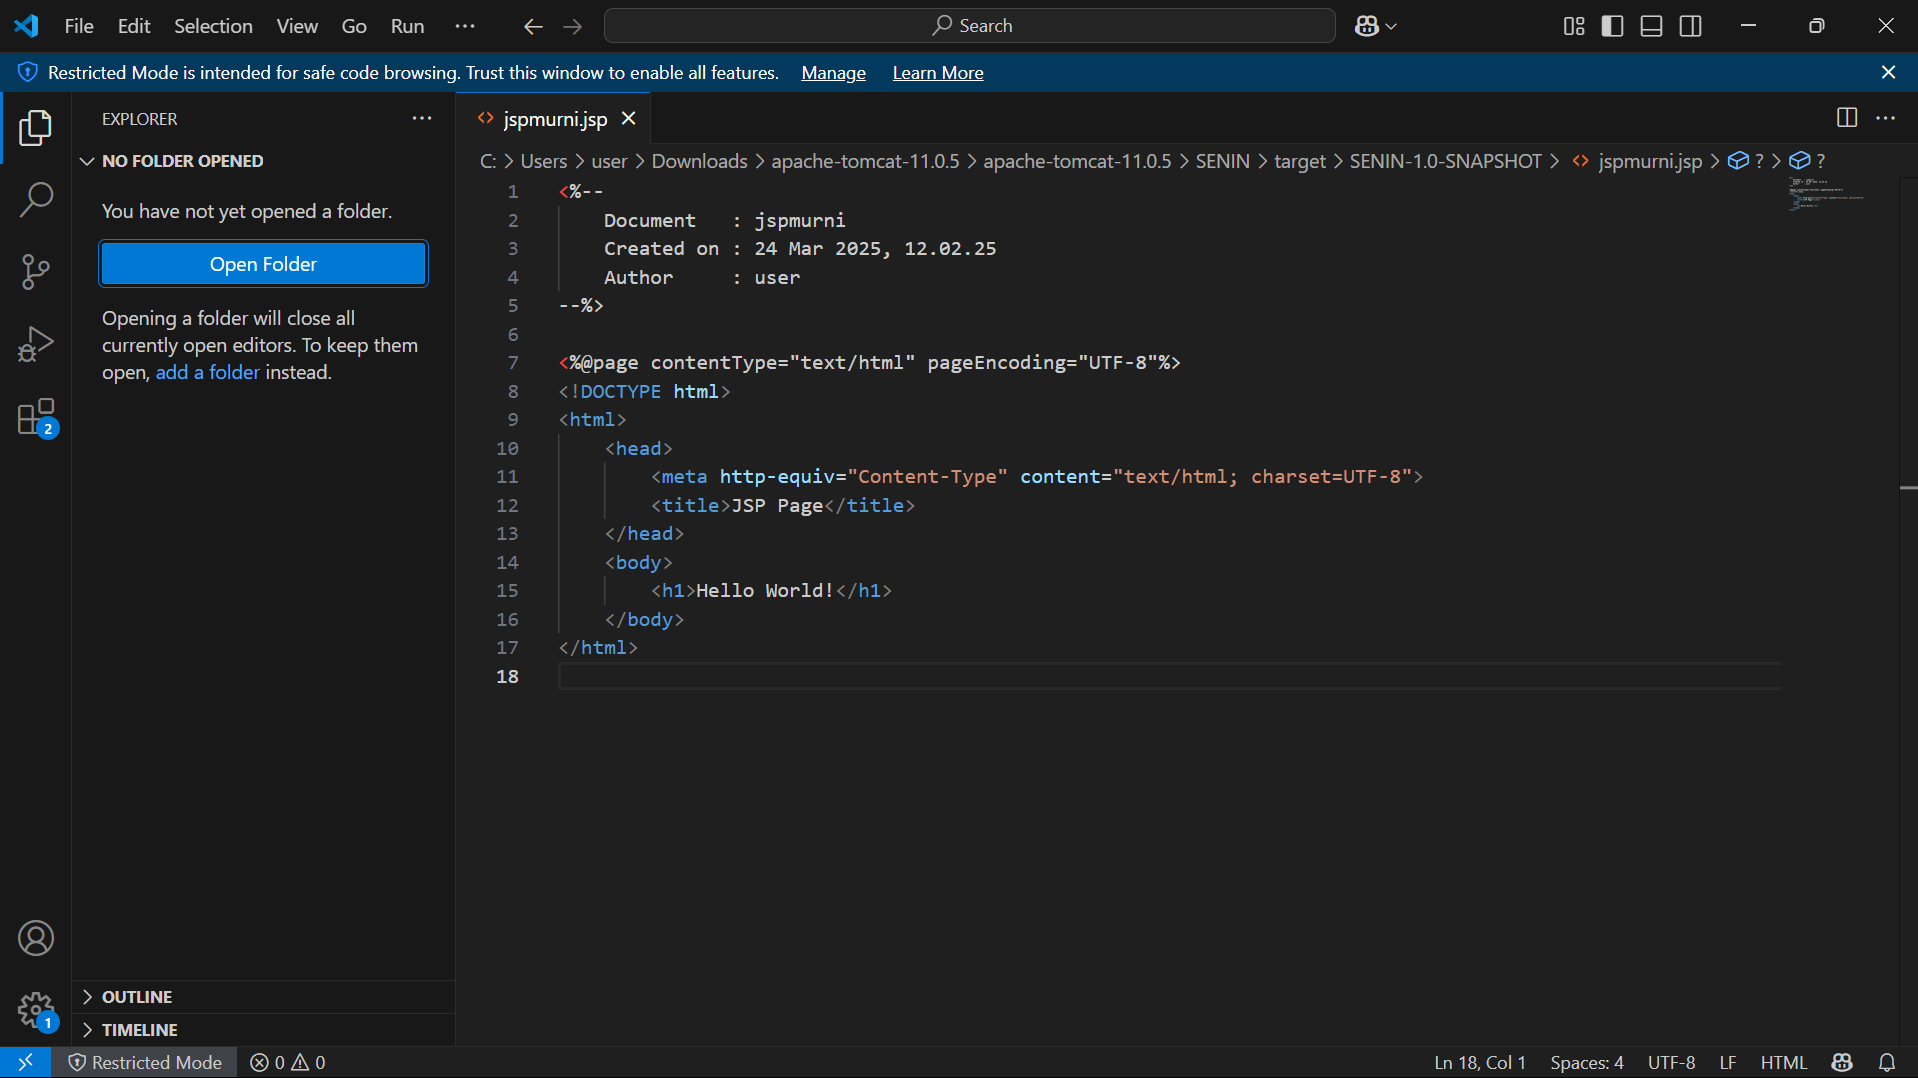 File Edit Selection View Go Run ··· Search
Restricted Mode is intended for safe code browsing. Trust this window to enable all features. Manage Learn More
EXPLORER
NO FOLDER OPENED
You have not yet opened a folder.
Open Folder
Opening a folder will close all
currently open editors. To keep them
open, add a folder instead.
2
1
OUTLINE
TIMELINE
jspmurni.jsp
C: > Users > user > Downloads > apache-tomcat-11.0.5 > apache-tomcat-11.0.5 > SENIN > target > SENIN-1.0-SNAPSHOT > jspmurni.jsp > ? > ?
1 <%--
2     Document   : jspmurni
3     Created on : 24 Mar 2025, 12.02.25
4     Author     : user
5 --%>
6
7 <%@page contentType="text/html" pageEncoding="UTF-8"%>
8 <!DOCTYPE html>
9 <html>
10     <head>
11         <meta http-equiv="Content-Type" content="text/html; charset=UTF-8">
12         <title>JSP Page</title>
13     </head>
14     <body>
15         <h1>Hello World!</h1>
16     </body>
17 </html>
18
Restricted Mode 0 0 Ln 18, Col 1 Spaces: 4 UTF-8 LF HTML